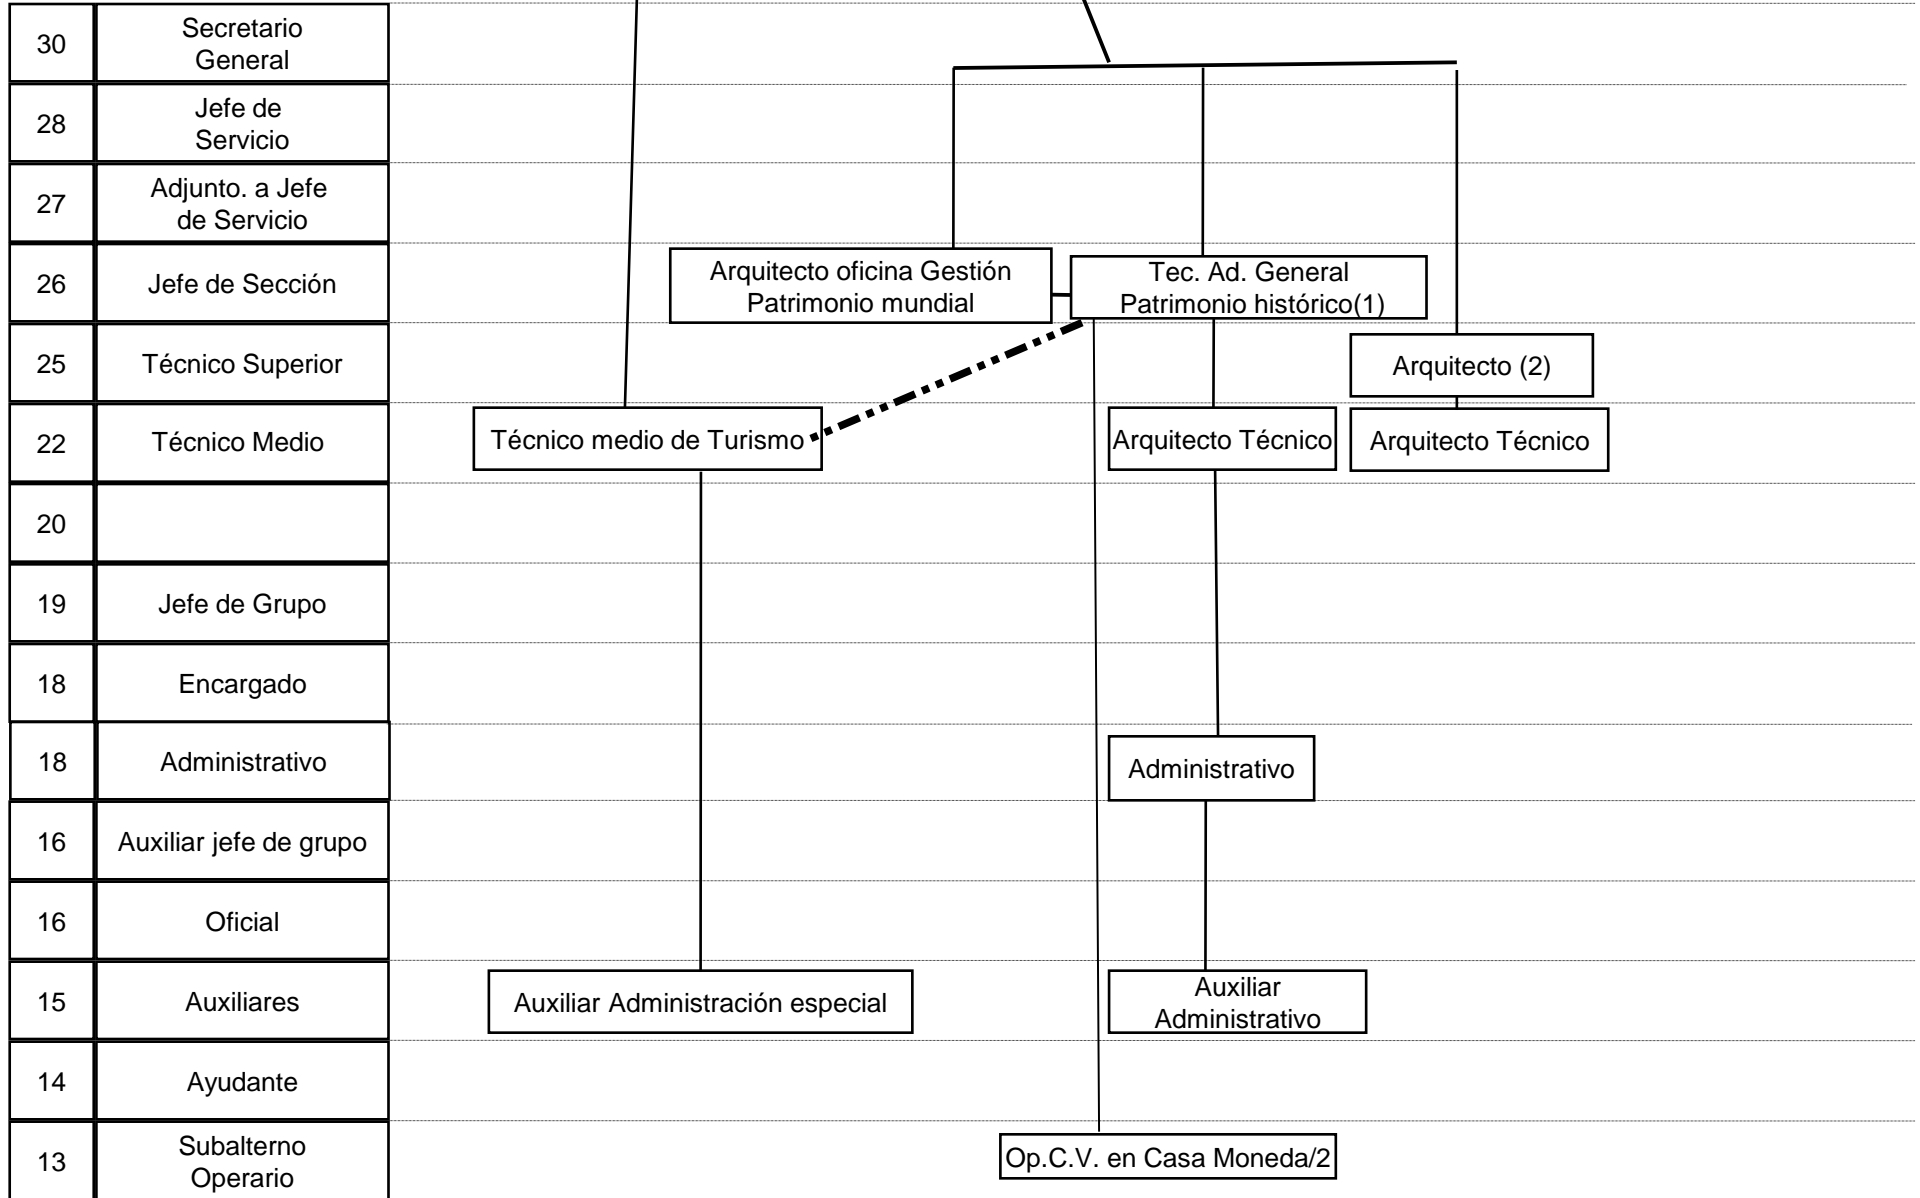 30
Secretario
General
28
Jefe de
Servicio
27
Adjunto. a Jefe
de Servicio
26
Jefe de Sección
Arquitecto oficina Gestión
Patrimonio mundial
Tec. Ad. General
Patrimonio histórico(1)
25
Técnico Superior
Arquitecto (2)
22
Técnico Medio
Técnico medio de Turismo
Arquitecto Técnico
Arquitecto Técnico
20
19
Jefe de Grupo
18
Encargado
18
Administrativo
Administrativo
16
Auxiliar jefe de grupo
16
Oficial
15
Auxiliares
Auxiliar Administración especial
Auxiliar
Administrativo
14
Ayudante
13
Subalterno
Operario
Op.C.V. en Casa Moneda/2